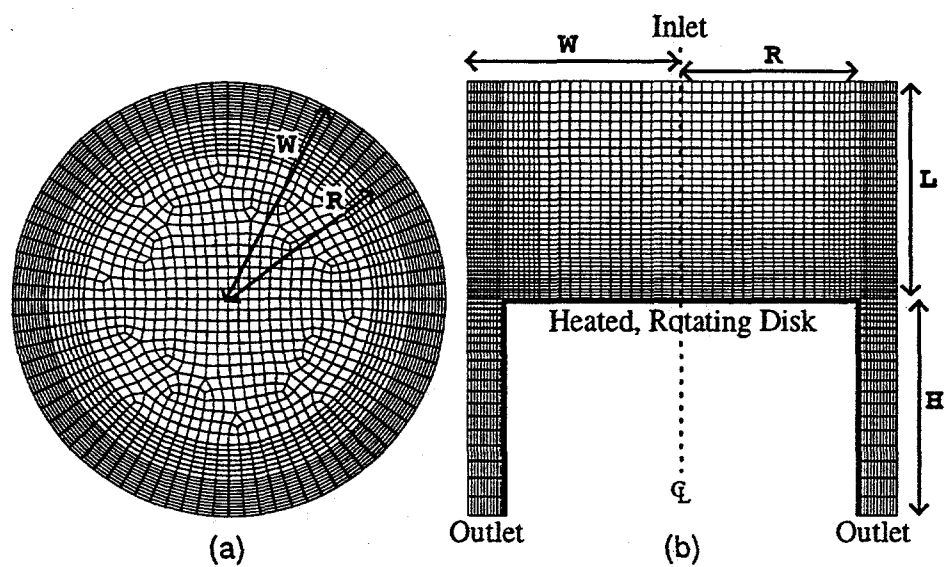 Inlet
W
R
W
R
L
Heated, Rotating Disk
H
℄
Outlet
Outlet
(a)
(b)